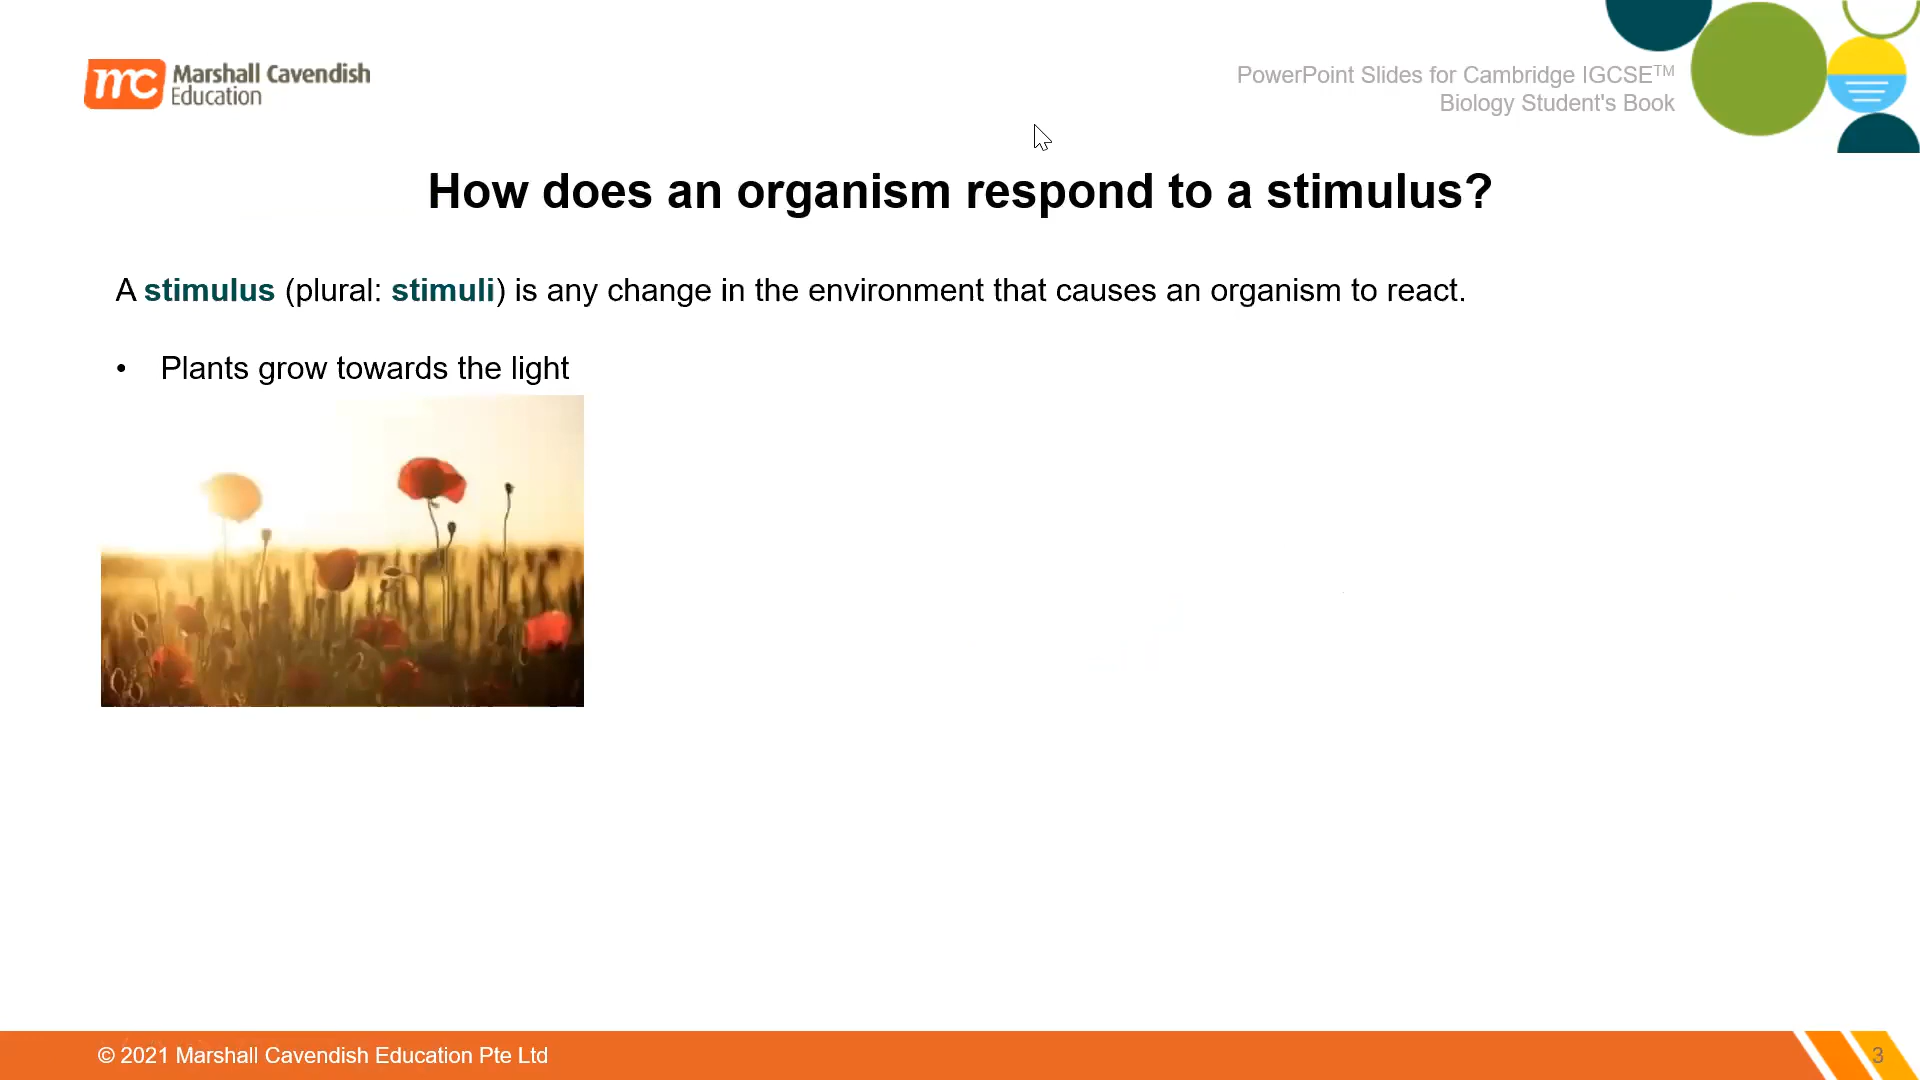 mc Marshall Cavendish
Education
PowerPoint Slides for Cambridge IGCSE™
Biology Student's Book
How does an organism respond to a stimulus?
A stimulus (plural: stimuli) is any change in the environment that causes an organism to react.
• Plants grow towards the light
© 2021 Marshall Cavendish Education Pte Ltd
3